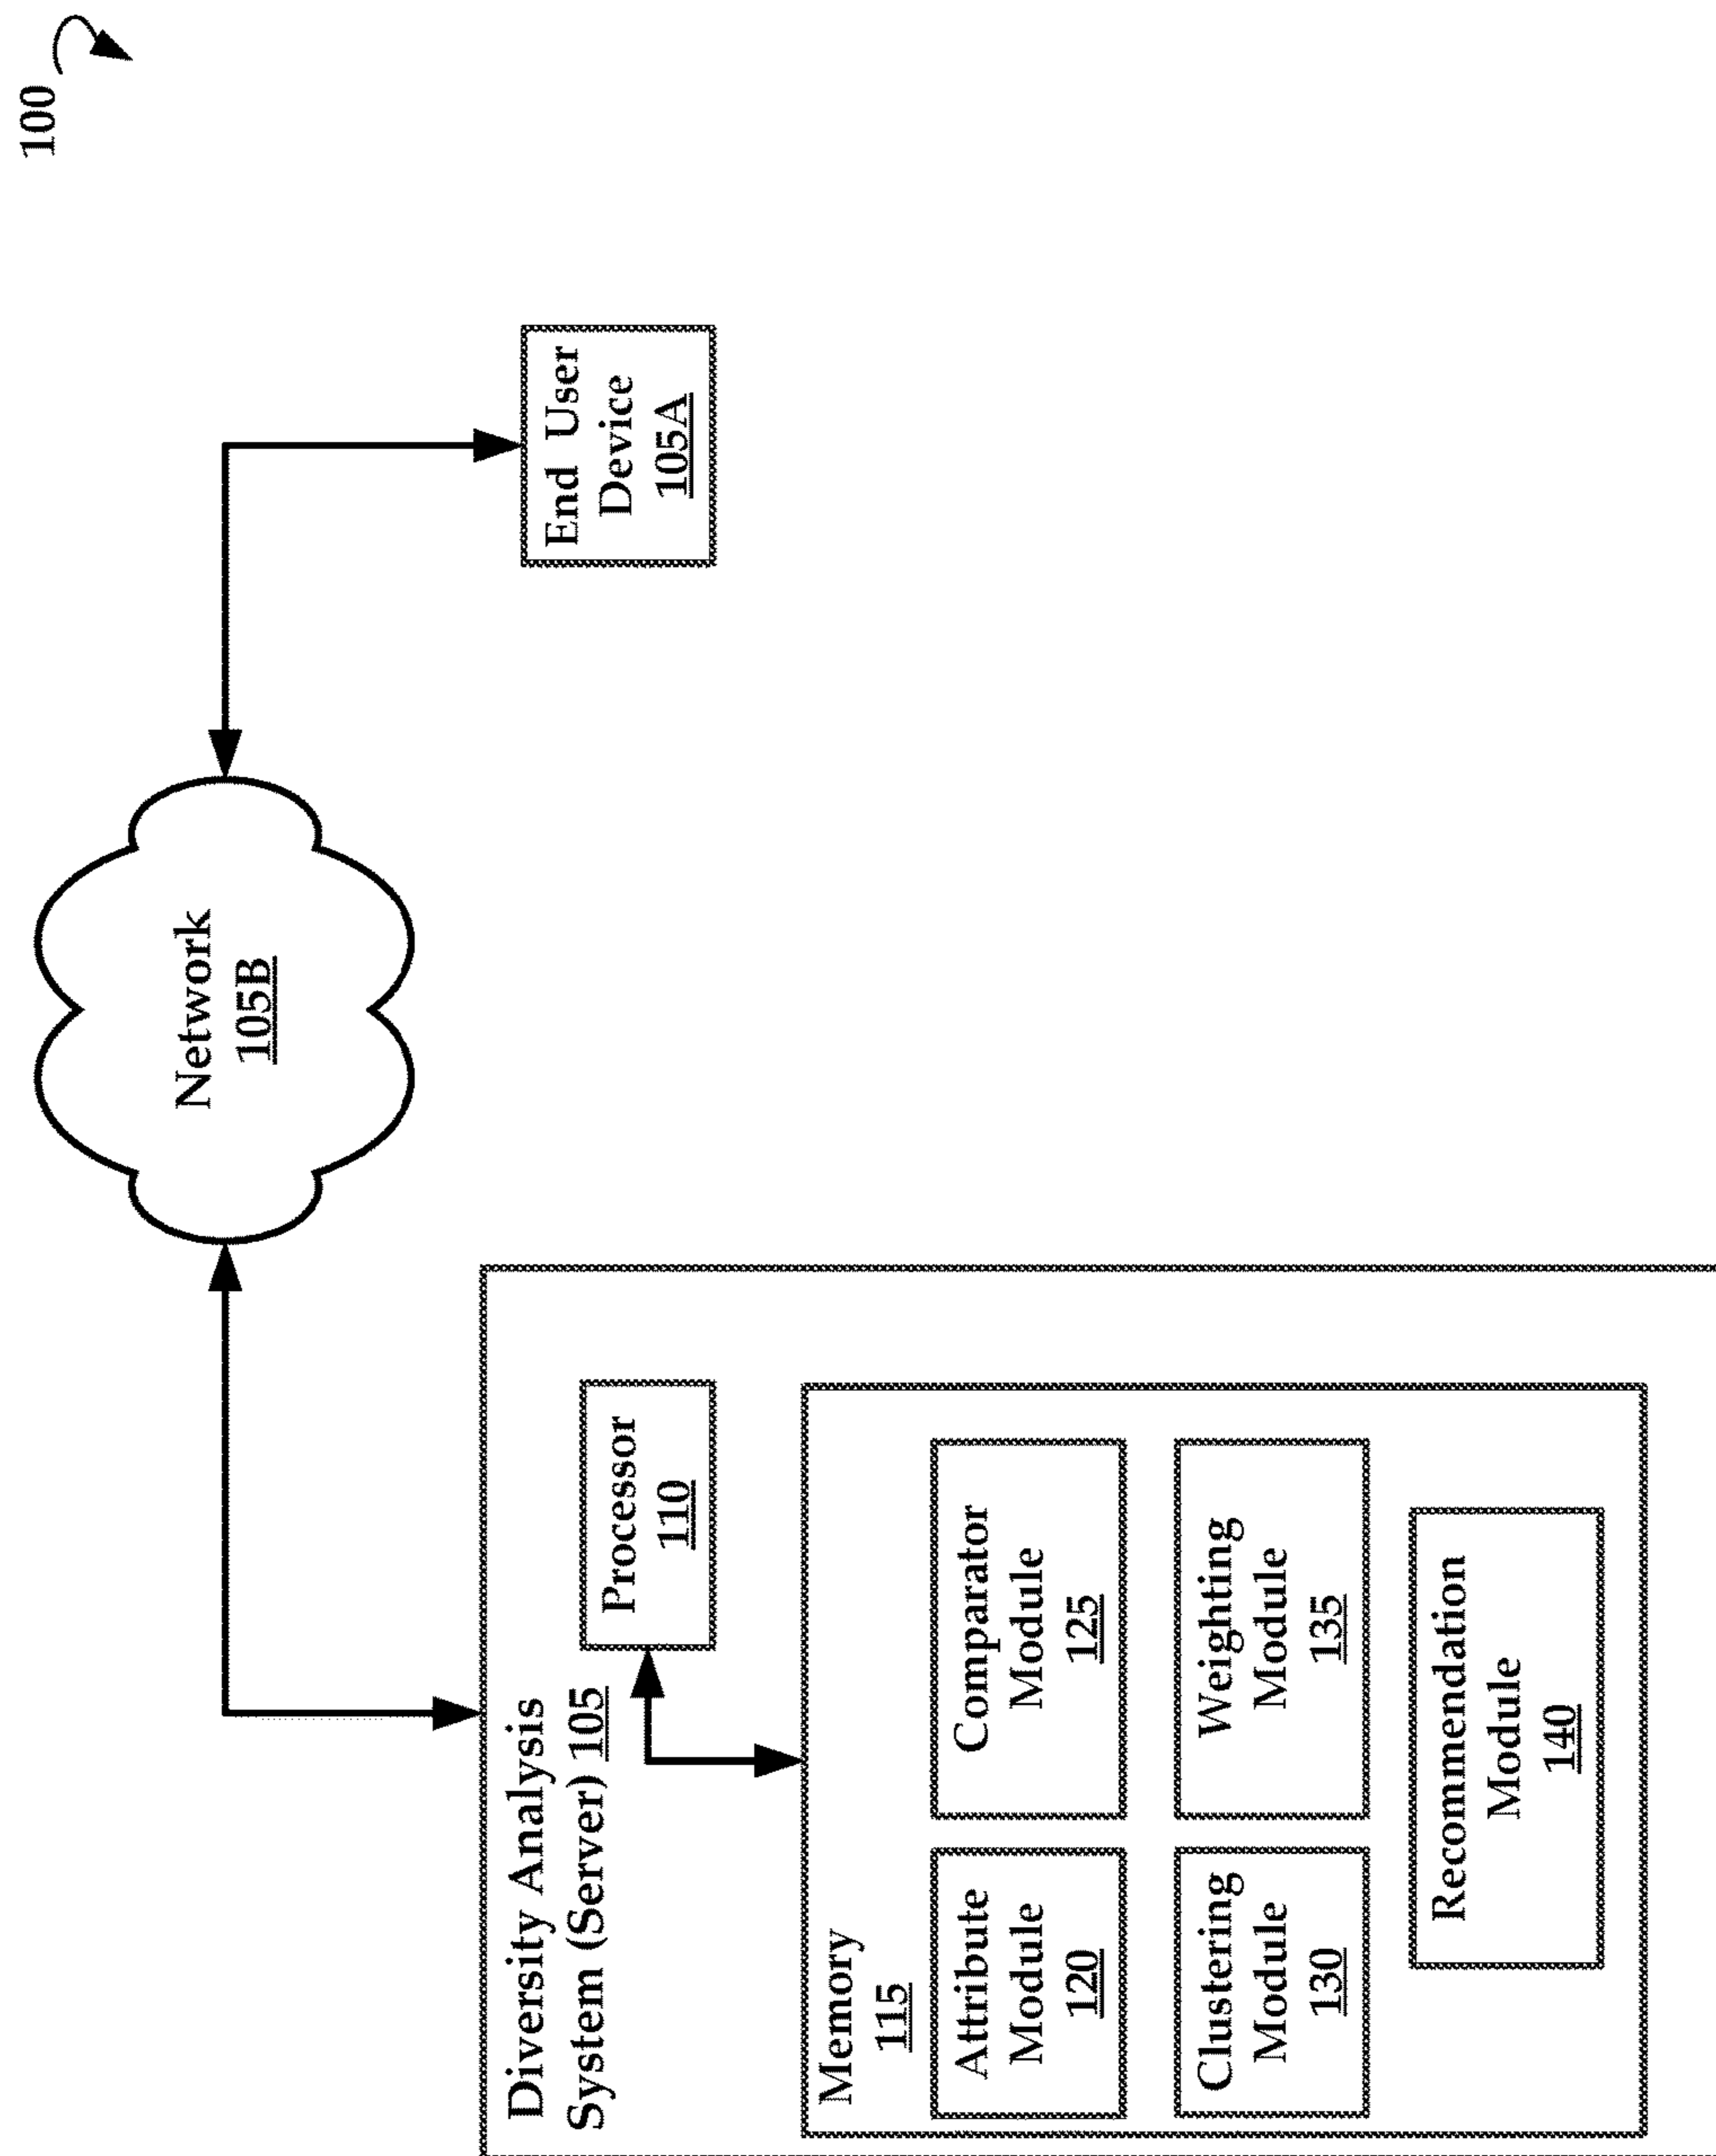 100
Network
105B
End User
Device
105A
Diversity Analysis
System (Server) 105
Processor
110
Memory
115
Attribute
Module
120
Comparator
Module
125
Clustering
Module
130
Weighting
Module
135
Recommendation
Module
140